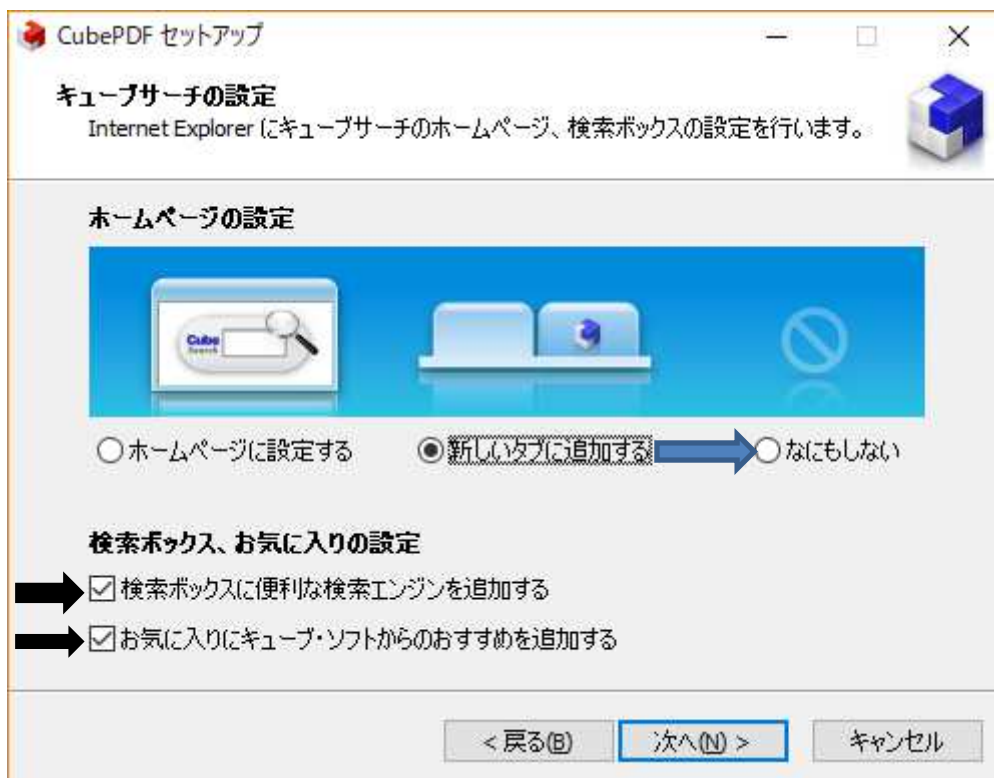 CubePDF セットアップ
キューブサーチの設定
Internet Explorer にキューブサーチのホームページ、検索ボックスの設定を行います。
ホームページの設定
Cube
Search
ホームページに設定する
新しいタブに追加する
なにもしない
検索ボックス、お気に入りの設定
検索ボックスに便利な検索エンジンを追加する
お気に入りにキューブ・ソフトからのおすすめを追加する
< 戻る(B)
次へ(N) >
キャンセル